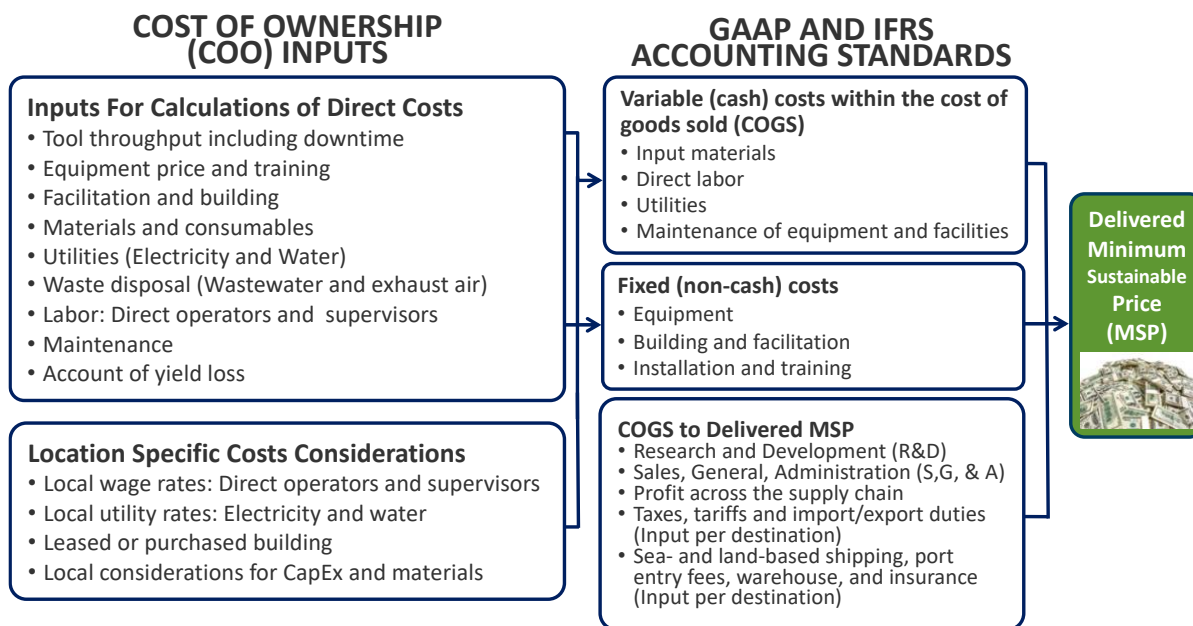 COST OF OWNERSHIP
(COO) INPUTS
Inputs For Calculations of Direct Costs
• Tool throughput including downtime
• Equipment price and training
• Facilitation and building
• Materials and consumables
• Utilities (Electricity and Water)
• Waste disposal (Wastewater and exhaust air)
• Labor: Direct operators and supervisors
• Maintenance
• Account of yield loss
Location Specific Costs Considerations
• Local wage rates: Direct operators and supervisors
• Local utility rates: Electricity and water
• Leased or purchased building
• Local considerations for CapEx and materials
GAAP AND IFRS
ACCOUNTING STANDARDS
Variable (cash) costs within the cost of
goods sold (COGS)
• Input materials
• Direct labor
• Utilities
• Maintenance of equipment and facilities
Fixed (non-cash) costs
• Equipment
• Building and facilitation
• Installation and training
COGS to Delivered MSP
• Research and Development (R&D)
• Sales, General, Administration (S,G, & A)
• Profit across the supply chain
• Taxes, tariffs and import/export duties
(Input per destination)
• Sea- and land-based shipping, port
entry fees, warehouse, and insurance
(Input per destination)
Delivered
Minimum
Sustainable
Price
(MSP)